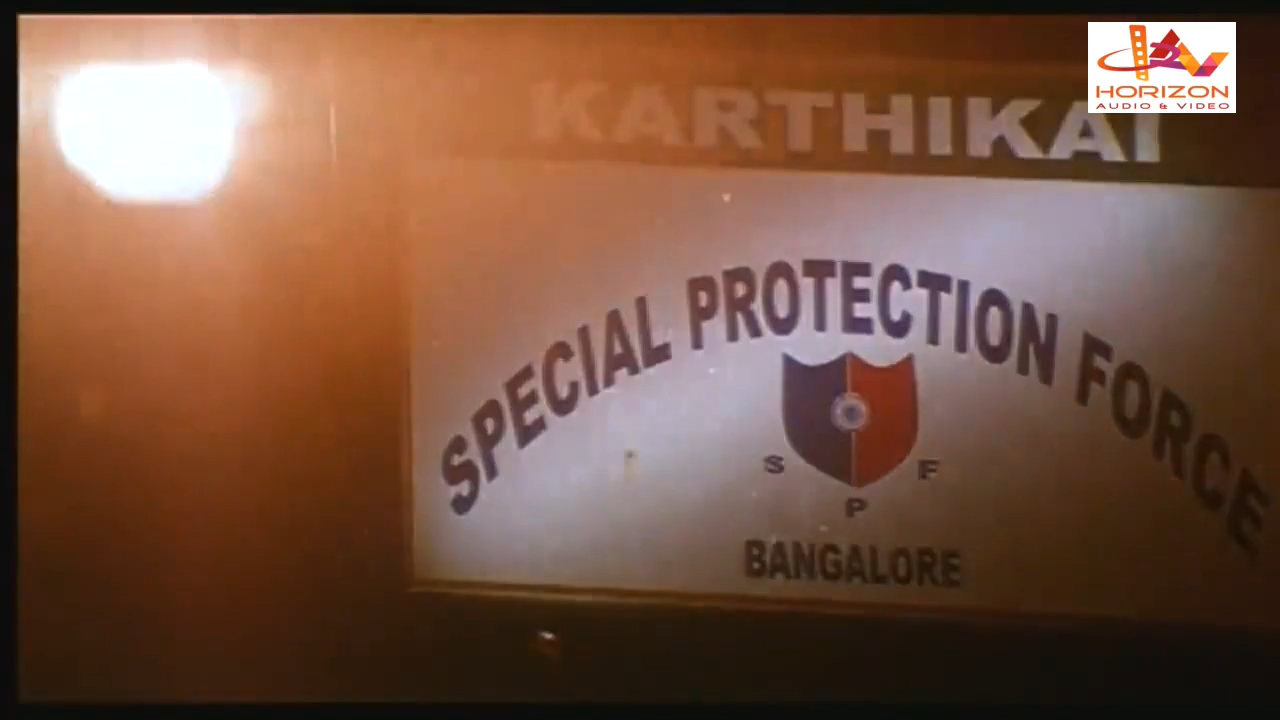 HORIZON
AUDIO & VIDEO
KARTHIKAI
SPECIAL PROTECTION FORCE
S F
P
BANGALORE